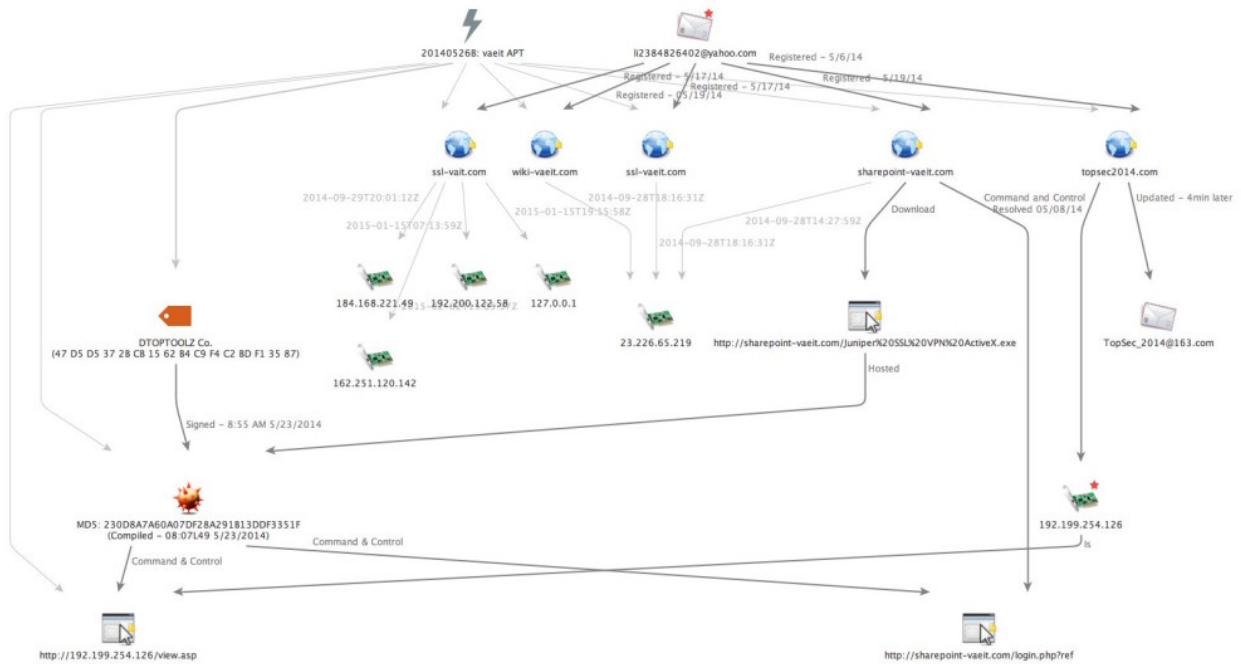 20140526B: vaeit APT
li2384826402@yahoo.com
Registered - 5/6/14
Registered - 5/17/14
Registered - 5/19/14
Registered - 5/17/14
Registered - 05/19/14
ssl-vait.com
wiki-vaeit.com
ssl-vaeit.com
sharepoint-vaeit.com
topsec2014.com
2014-09-29T20:01:12Z
2014-09-28T18:16:31Z
Download
Command and Control
Resolved 05/08/14
Updated - 4min later
2015-01-15T19:15:58Z
2014-09-28T14:27:59Z
2015-01-15T07:13:59Z
2014-09-28T18:16:31Z
184.168.221.49
192.200.122.58
127.0.0.1
DTOPTOOLZ Co.
(47 D5 D5 37 2B CB 15 62 B4 C9 F4 C2 BD F1 35 87)
23.226.65.219
http://sharepoint-vaeit.com/Juniper%20SSL%20VPN%20ActiveX.exe
TopSec_2014@163.com
162.251.120.142
Hosted
Signed - 8:55 AM 5/23/2014
MD5: 230D8A7A60A07DF28A291B13DDF3351F
(Compiled - 08:07L49 5/23/2014)
192.199.254.126
Is
Command & Control
Command & Control
http://192.199.254.126/view.asp
http://sharepoint-vaeit.com/login.php?ref